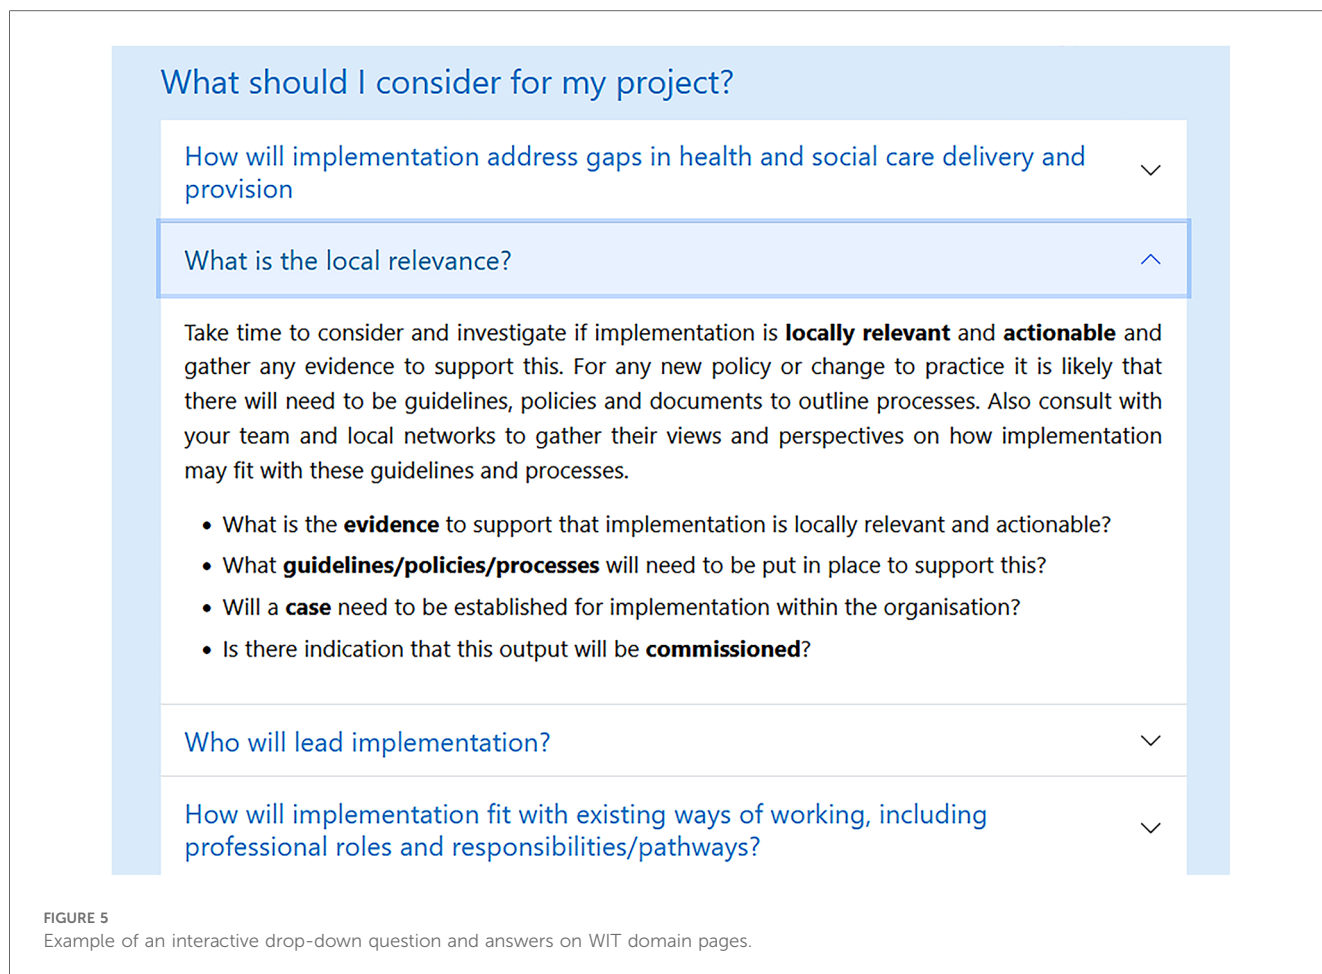 What should I consider for my project?
How will implementation address gaps in health and social care delivery and
provision
What is the local relevance?
Take time to consider and investigate if implementation is locally relevant and actionable and
gather any evidence to support this. For any new policy or change to practice it is likely that
there will need to be guidelines, policies and documents to outline processes. Also consult with
your team and local networks to gather their views and perspectives on how implementation
may fit with these guidelines and processes.
• What is the evidence to support that implementation is locally relevant and actionable?
• What guidelines/policies/processes will need to be put in place to support this?
• Will a case need to be established for implementation within the organisation?
• Is there indication that this output will be commissioned?
Who will lead implementation?
How will implementation fit with existing ways of working, including
professional roles and responsibilities/pathways?
FIGURE 5
Example of an interactive drop-down question and answers on WIT domain pages.